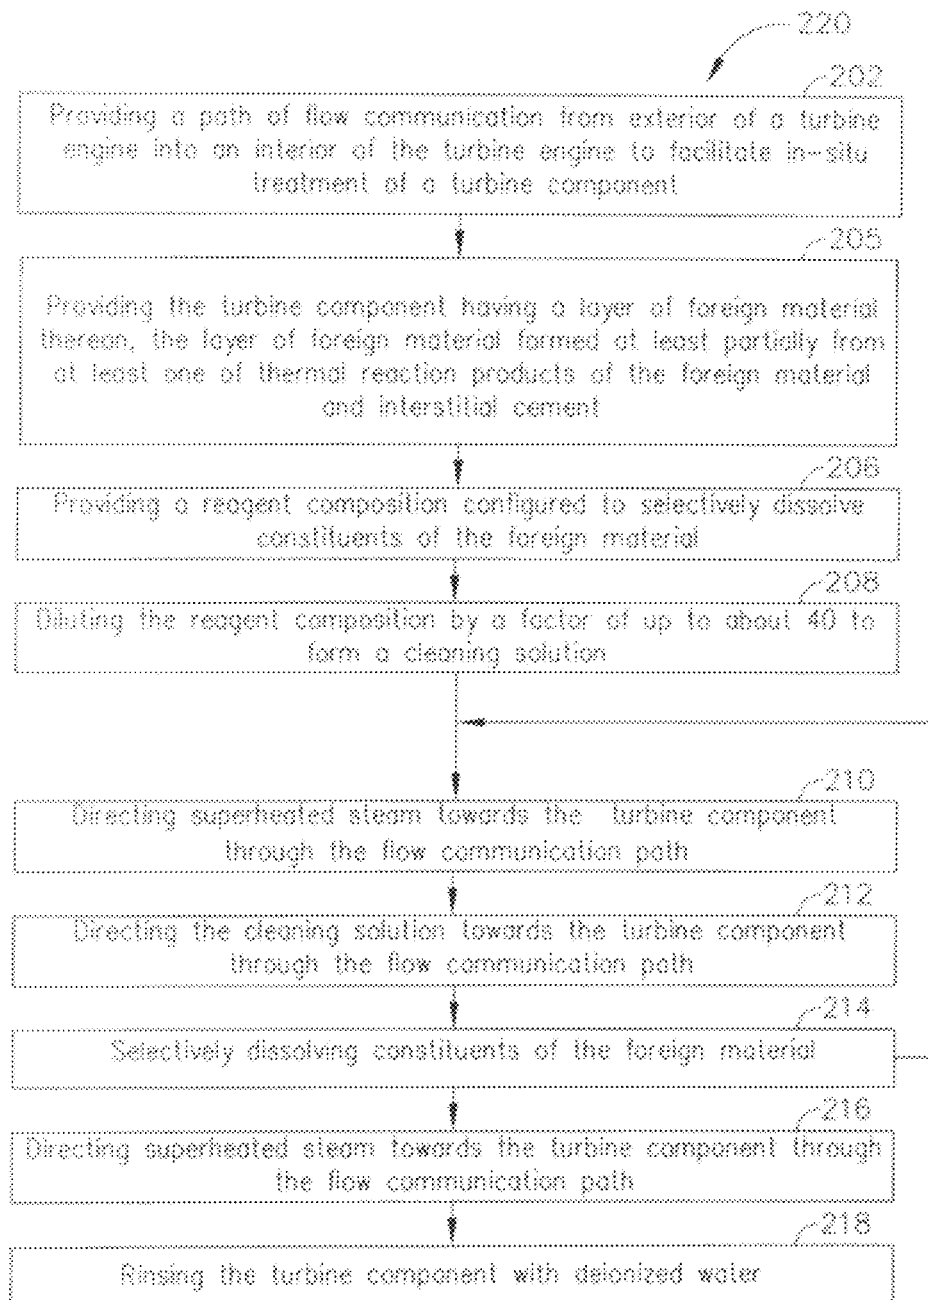 220
202
Providing a path of flow communication from exterior of a turbine
engine into an interior of the turbine engine to facilitate in-situ
treatment of a turbine component
205
Providing the turbine component having a layer of foreign material
thereon, the layer of foreign material formed at least partially from
at least one of thermal reaction products of the foreign material
and interstitial cement
206
Providing a reagent composition configured to selectively dissolve
constituents of the foreign material
208
Diluting the reagent composition by a factor of up to about 40 to
form a cleaning solution
210
Directing superheated steam towards the turbine component
through the flow communication path
212
Directing the cleaning solution towards the turbine component
through the flow communication path
214
Selectively dissolving constituents of the foreign material
216
Directing superheated steam towards the turbine component through
the flow communication path
218
Rinsing the turbine component with deionized water